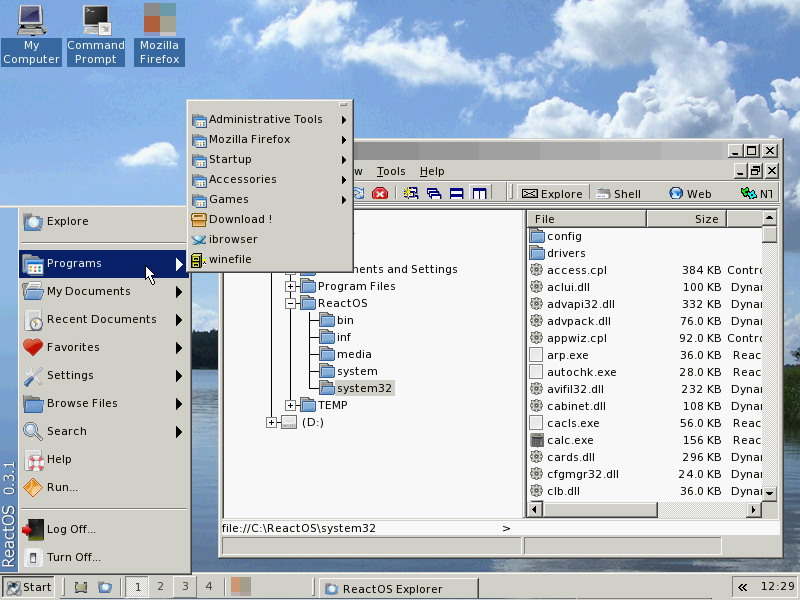 My Computer
Command Prompt
Mozilla Firefox
Administrative Tools
Mozilla Firefox
Startup
Accessories
Games
Download !
ibrowser
winefile
Explore
Programs
My Documents
Recent Documents
Favorites
Settings
Browse Files
Search
Help
Run...
Log Off...
Turn Off...
ReactOS 0.3.1
w Tools Help
Explore Shell Web NT
ments and Settings
Program Files
ReactOS
bin
inf
media
system
system32
TEMP
(D:)
File Size
config
drivers
access.cpl 384 KB Contro
aclui.dll 100 KB Dynar
advapi32.dll 332 KB Dynar
advpack.dll 76.0 KB Dynar
appwiz.cpl 92.0 KB Contro
arp.exe 36.0 KB Reac
autochk.exe 28.0 KB Reac
avifil32.dll 232 KB Dynar
cabinet.dll 108 KB Dynar
cacls.exe 56.0 KB Reac
calc.exe 156 KB Reac
cards.dll 296 KB Dynar
cfgmgr32.dll 24.0 KB Dynar
clb.dll 36.0 KB Dynar
file://C:\ReactOS\system32 >
Start 1 2 3 4 ReactOS Explorer « 12:29